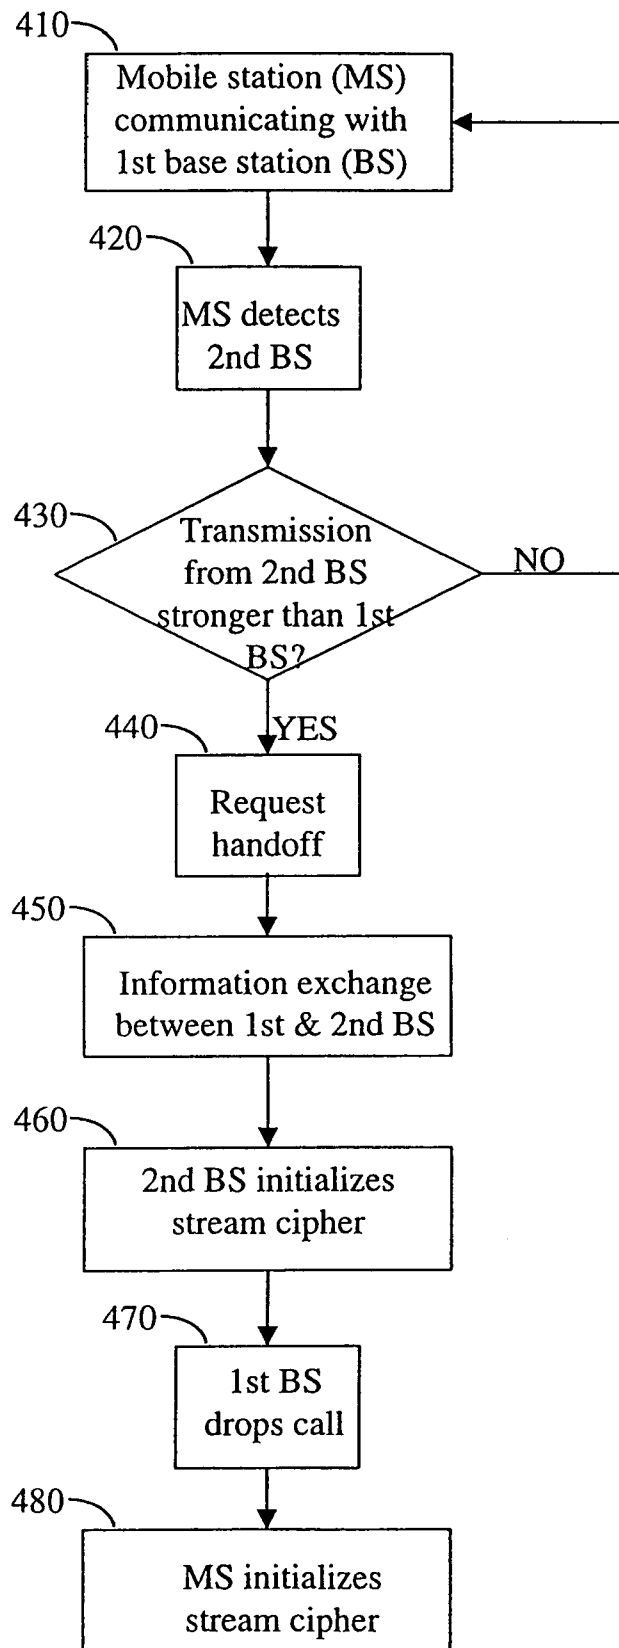 410
Mobile station (MS)
communicating with
1st base station (BS)
420
MS detects
2nd BS
430
Transmission
from 2nd BS
stronger than 1st
BS?
NO
YES
440
Request
handoff
450
Information exchange
between 1st & 2nd BS
460
2nd BS initializes
stream cipher
470
1st BS
drops call
480
MS initializes
stream cipher